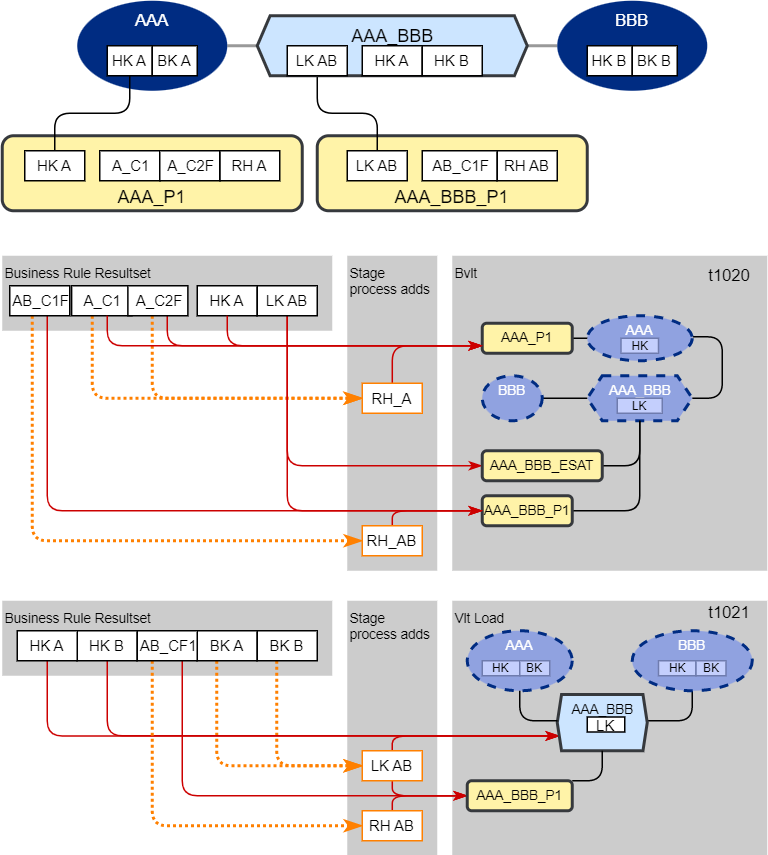 AAA
AAA_BBB
BBB
HK A
BK A
LK AB
HK A
HK B
HK B
BK B
HK A
A_C1
A_C2F
RH A
LK AB
AB_C1F
RH AB
AAA_P1
AAA_BBB_P1
Business Rule Resultset
Stage
process adds
Bvlt
t1020
AB_C1F
A_C1
A_C2F
HK A
LK AB
AAA_P1
AAA
HK
RH_A
BBB
AAA_BBB
LK
AAA_BBB_ESAT
AAA_BBB_P1
RH_AB
Business Rule Resultset
Stage
process adds
Vlt Load
t1021
HK A
HK B
AB_CF1
BK A
BK B
AAA
HK
BK
BBB
HK
BK
AAA_BBB
LK
LK AB
AAA_BBB_P1
RH AB